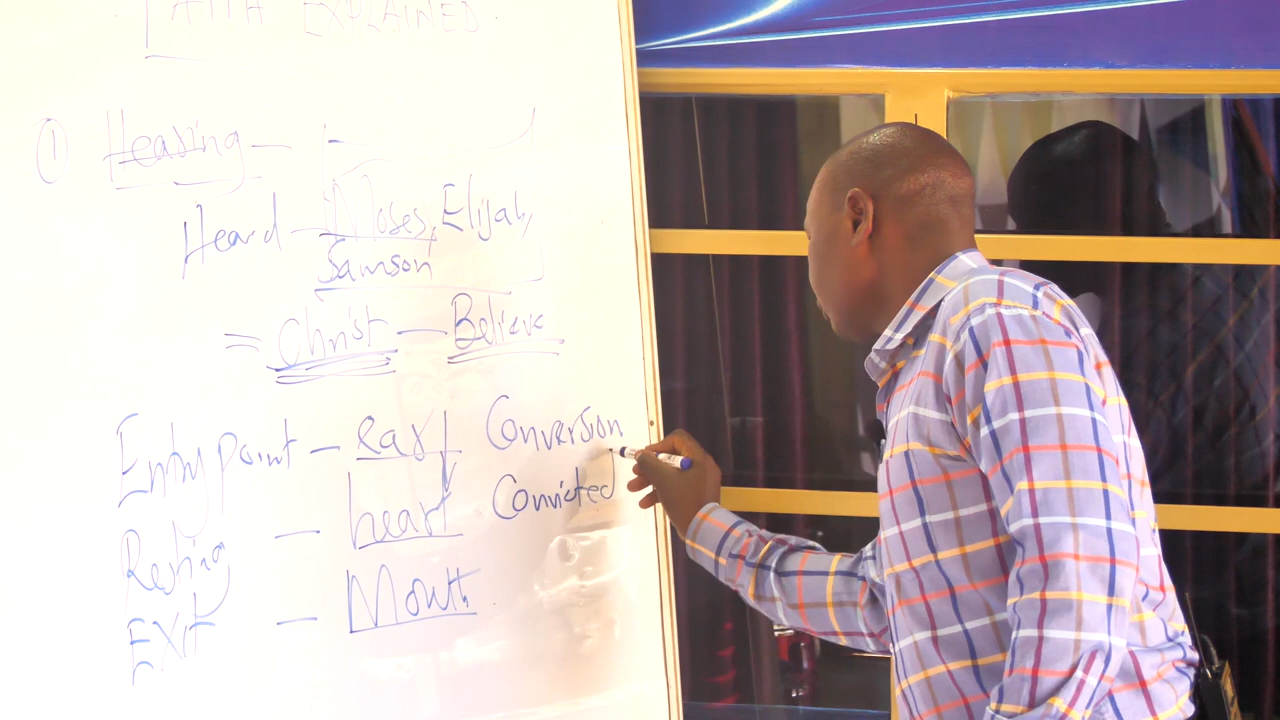 FAITH EXPLAINED
① Hearing —
Heard — Moses, Elijah,
Samson
= Christ — Believe
Entry point — ear Conversion
heart Convicted
Resting —
Exit — Mouth